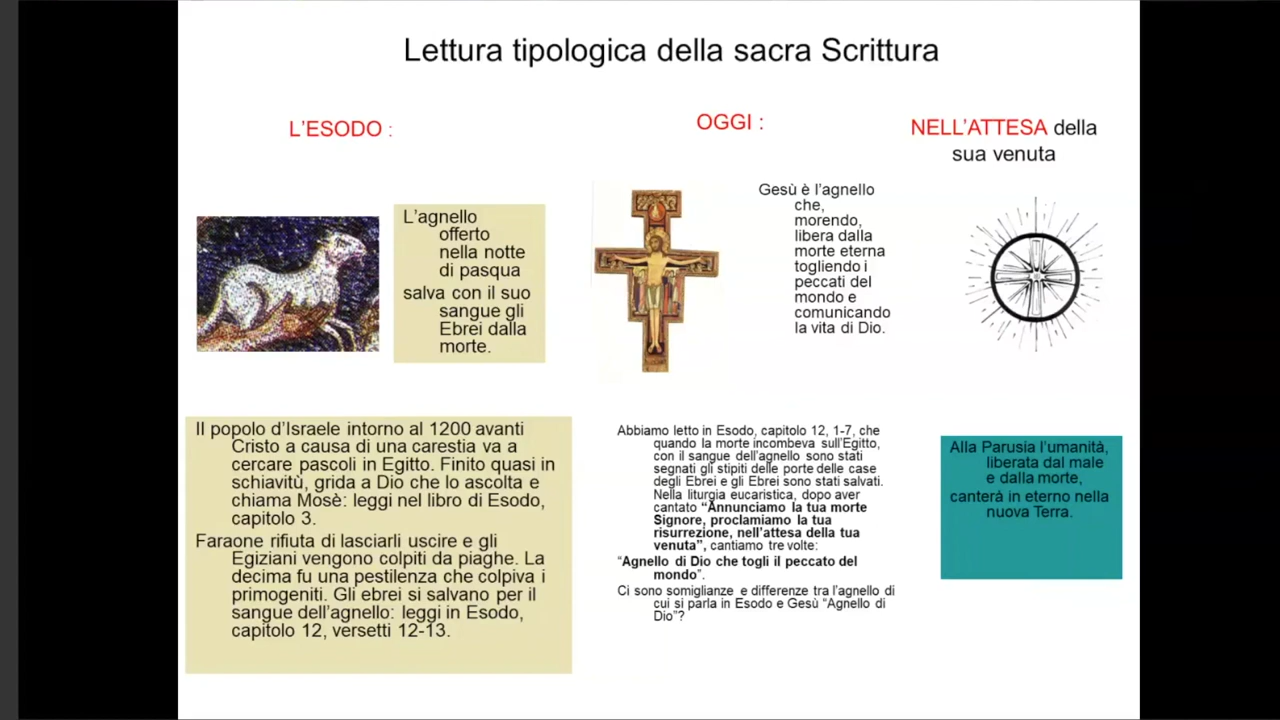 Lettura tipologica della sacra Scrittura
L'ESODO :
L'agnello
offerto
nella notte
di pasqua
salva con il suo
sangue gli
Ebrei dalla
morte.
Il popolo d'Israele intorno al 1200 avanti
Cristo a causa di una carestia va a
cercare pascoli in Egitto. Finito quasi in
schiavitù, grida a Dio che lo ascolta e
chiama Mosè: leggi nel libro di Esodo,
capitolo 3.
Faraone rifiuta di lasciarli uscire e gli
Egiziani vengono colpiti da piaghe. La
decima fu una pestilenza che colpiva i
primogeniti. Gli ebrei si salvano per il
sangue dell'agnello: leggi in Esodo,
capitolo 12, versetti 12-13.
OGGI :
Gesù è l'agnello
che,
morendo,
libera dalla
morte eterna
togliendo i
peccati del
mondo e
comunicando
la vita di Dio.
Abbiamo letto in Esodo, capitolo 12, 1-7, che
quando la morte incombeva sull'Egitto,
con il sangue dell'agnello sono stati
segnati gli stipiti delle porte delle case
degli Ebrei e gli Ebrei sono stati salvati.
Nella liturgia eucaristica, dopo aver
cantato “Annunciamo la tua morte
Signore, proclamiamo la tua
risurrezione, nell'attesa della tua
venuta”, cantiamo tre volte:
“Agnello di Dio che togli il peccato del
mondo”.
Ci sono somiglianze e differenze tra l'agnello di
cui si parla in Esodo e Gesù “Agnello di
Dio”?
NELL'ATTESA della
sua venuta
Alla Parusia l'umanità,
liberata dal male
e dalla morte,
canterà in eterno nella
nuova Terra.